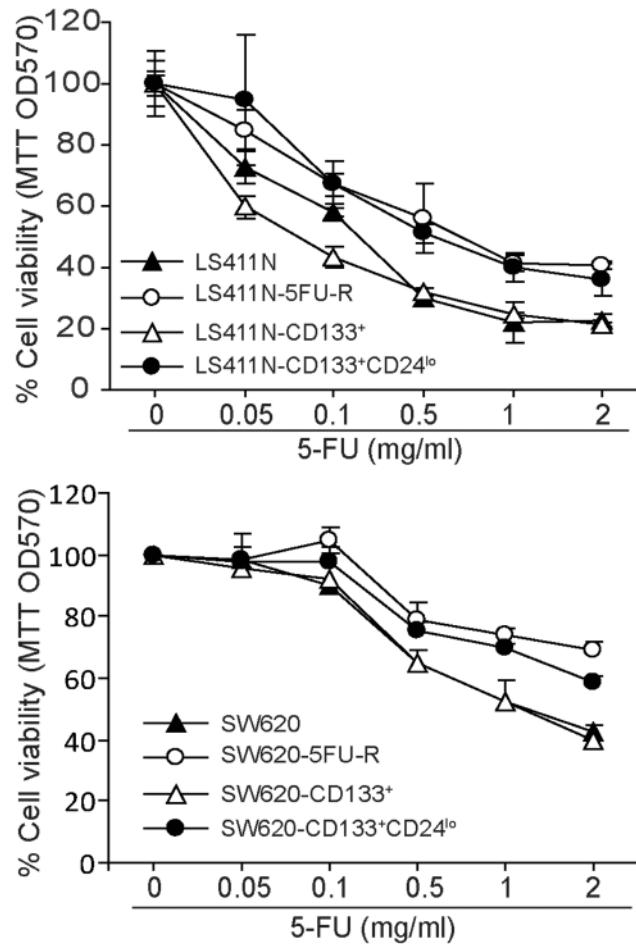 % Cell viability (MTT OD570)
120
100
80
60
40
20
0
LS411N
LS411N-5FU-R
LS411N-CD133⁺
LS411N-CD133⁺CD24ˡᵒ
0 0.05 0.1 0.5 1 2
5-FU (mg/ml)
% Cell viability (MTT OD570)
120
100
80
60
40
20
0
SW620
SW620-5FU-R
SW620-CD133⁺
SW620-CD133⁺CD24ˡᵒ
0 0.05 0.1 0.5 1 2
5-FU (mg/ml)